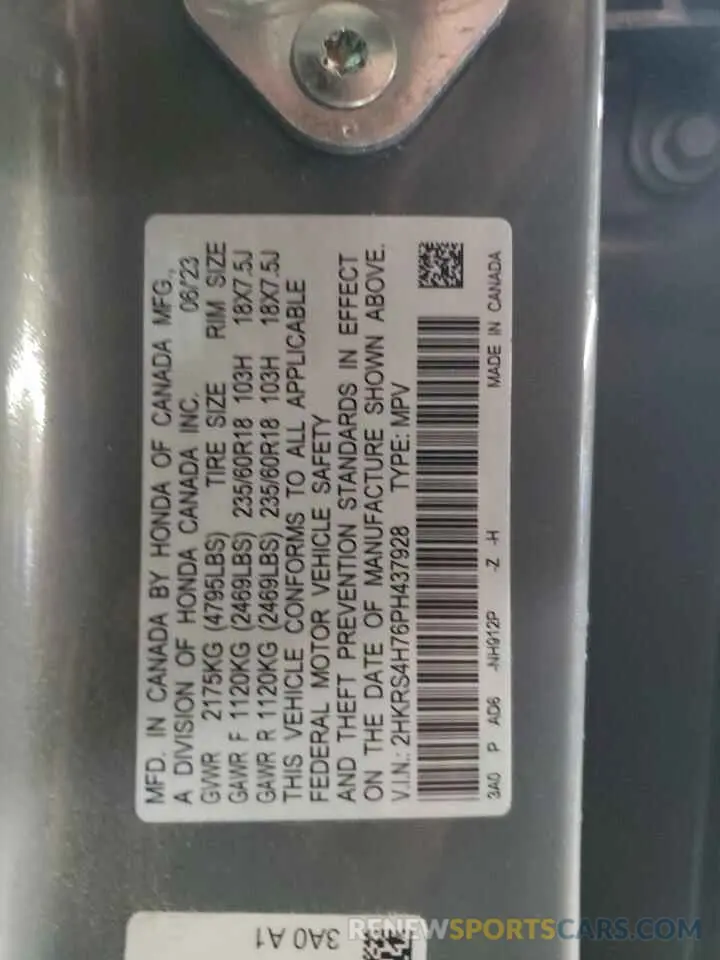 MFD. IN CANADA BY HONDA OF CANADA MFG.,
A DIVISION OF HONDA CANADA INC. 06/'23
GVWR 2175KG (4795LBS) TIRE SIZE RIM SIZE
GAWR F 1120KG (2469LBS) 235/60R18 103H 18X7.5J
GAWR R 1120KG (2469LBS) 235/60R18 103H 18X7.5J
THIS VEHICLE CONFORMS TO ALL APPLICABLE
FEDERAL MOTOR VEHICLE SAFETY
AND THEFT PREVENTION STANDARDS IN EFFECT
ON THE DATE OF MANUFACTURE SHOWN ABOVE.
V.I.N.: 2HKRS4H76PH437928 TYPE: MPV
3A0 P AD6 -NH912P -Z -H MADE IN CANADA
3A0 A1
RENEWSPORTSCARS.COM